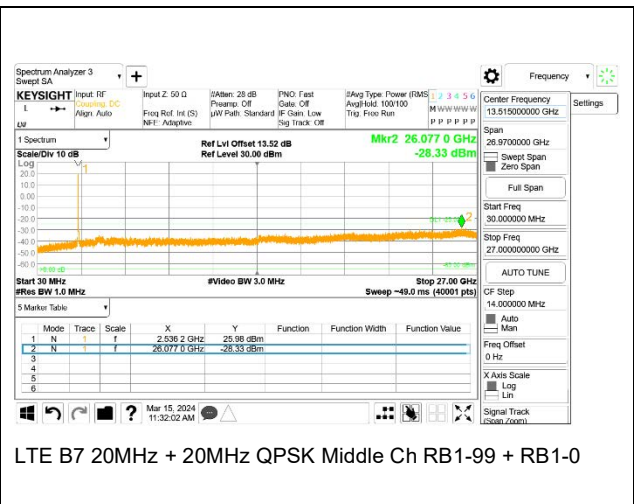 Spectrum Analyzer 3
Swept SA
Frequency
KEYSIGHT
Input: RF
Coupling: DC
Align: Auto
Input Z: 50 Ω
Freq Ref: Int (S)
NFE: Adaptive
#Atten: 28 dB
Preamp: Off
µW Path: Standard
PNO: Fast
Gate: Off
IF Gain: Low
Sig Track: Off
#Avg Type: Power (RMS
Avg|Hold: 100/100
Trig: Free Run
1 2 3 4 5 6
M W W W W W
P P P P P P
1 Spectrum
Scale/Div 10 dB
Log
Ref Lvl Offset 13.52 dB
Ref Level 30.00 dBm
Mkr2 26.077 0 GHz
-28.33 dBm
20.0
10.0
0.00
-10.0
-20.0
-30.0
-40.0
-50.0
-60.0
1
2
Start 30 MHz
#Res BW 1.0 MHz
#Video BW 3.0 MHz
Stop 27.00 GHz
Sweep ~49.0 ms (40001 pts)
5 Marker Table
Mode Trace Scale X Y Function Function Width Function Value
1 N 1 f 2.536 2 GHz 25.98 dBm
2 N 1 f 26.077 0 GHz -28.33 dBm
3
4
5
6
Mar 15, 2024
11:32:02 AM
Center Frequency
13.515000000 GHz
Settings
Span
26.9700000 GHz
Swept Span
Zero Span
Full Span
Start Freq
30.000000 MHz
Stop Freq
27.000000000 GHz
AUTO TUNE
CF Step
14.000000 MHz
Auto
Man
Freq Offset
0 Hz
X Axis Scale
Log
Lin
Signal Track
(Span Zoom)
LTE B7 20MHz + 20MHz QPSK Middle Ch RB1-99 + RB1-0